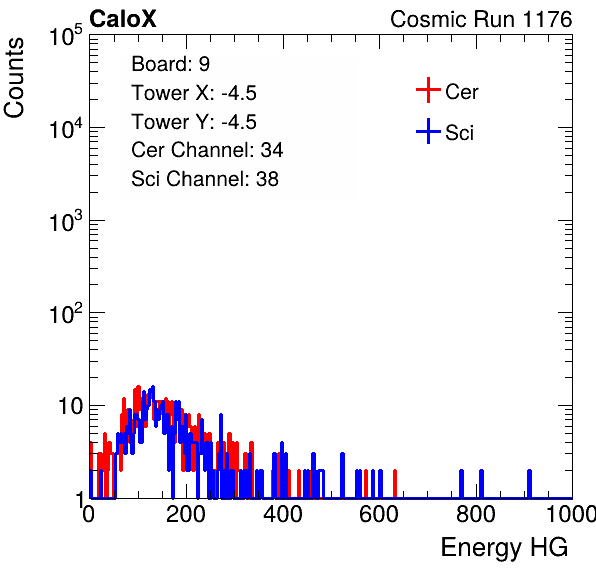 CaloX Cosmic Run 1176
Counts
10^5
10^4
10^3
10^2
10
1
Board: 9
Tower X: -4.5
Tower Y: -4.5
Cer Channel: 34
Sci Channel: 38
Cer
Sci
0 200 400 600 800 1000
Energy HG